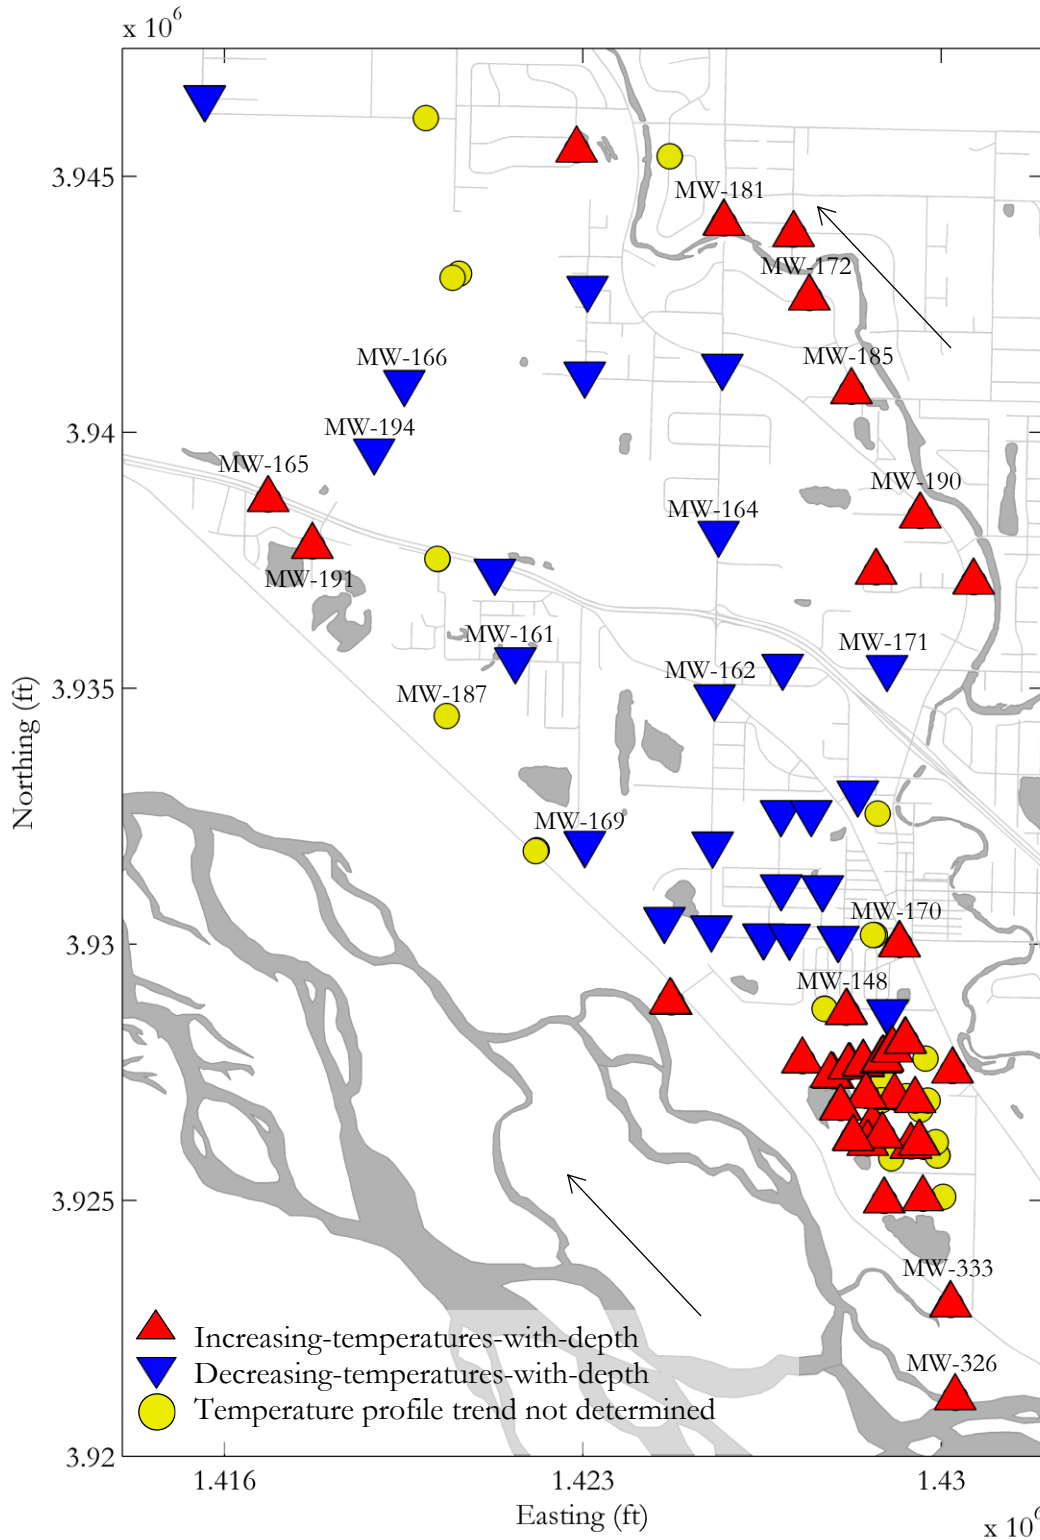 x 10^6
3.945
MW-181
MW-172
MW-166
MW-185
3.94
MW-194
MW-165
MW-190
MW-164
MW-191
MW-161
MW-171
MW-162
3.935
MW-187
Northing (ft)
MW-169
MW-170
3.93
MW-148
3.925
MW-333
Increasing-temperatures-with-depth
MW-326
Decreasing-temperatures-with-depth
Temperature profile trend not determined
3.92
1.416
1.423
1.43
Easting (ft)
x 10^6